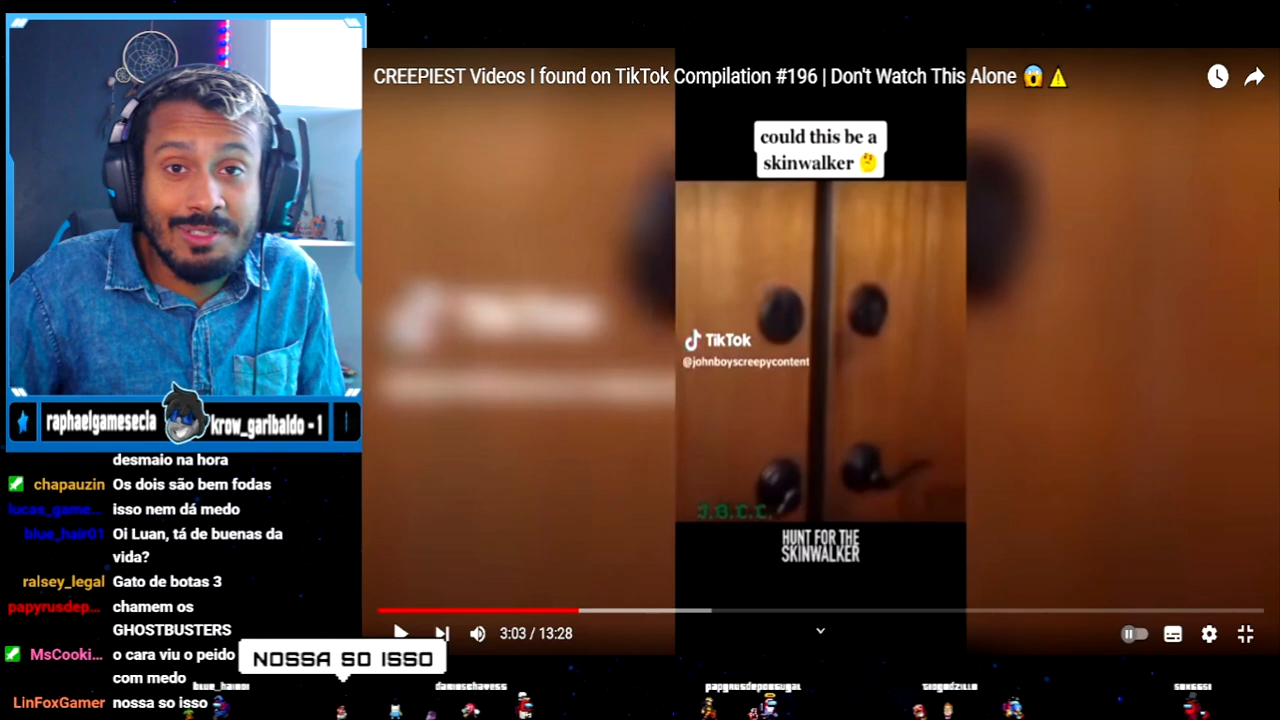 CREEPIEST Videos I found on TikTok Compilation #196 | Don't Watch This Alone 😱⚠️
could this be a
skinwalker 🤔
TikTok
@johnboyscreepycontent
J.B.C.C.
HUNT FOR THE
SKINWALKER
3:03 / 13:28
raphaelgamesecla
krow_garibaldo - 1
desmaio na hora
chapauzin Os dois são bem fodas
lucas_game... isso nem dá medo
blue_hair01 Oi Luan, tá de buenas da
vida?
ralsey_legal Gato de botas 3
papyrusdep... chamem os
GHOSTBUSTERS
MsCooki... o cara viu o peido
com medo
LinFoxGamer nossa so isso
NOSSA SO ISSO